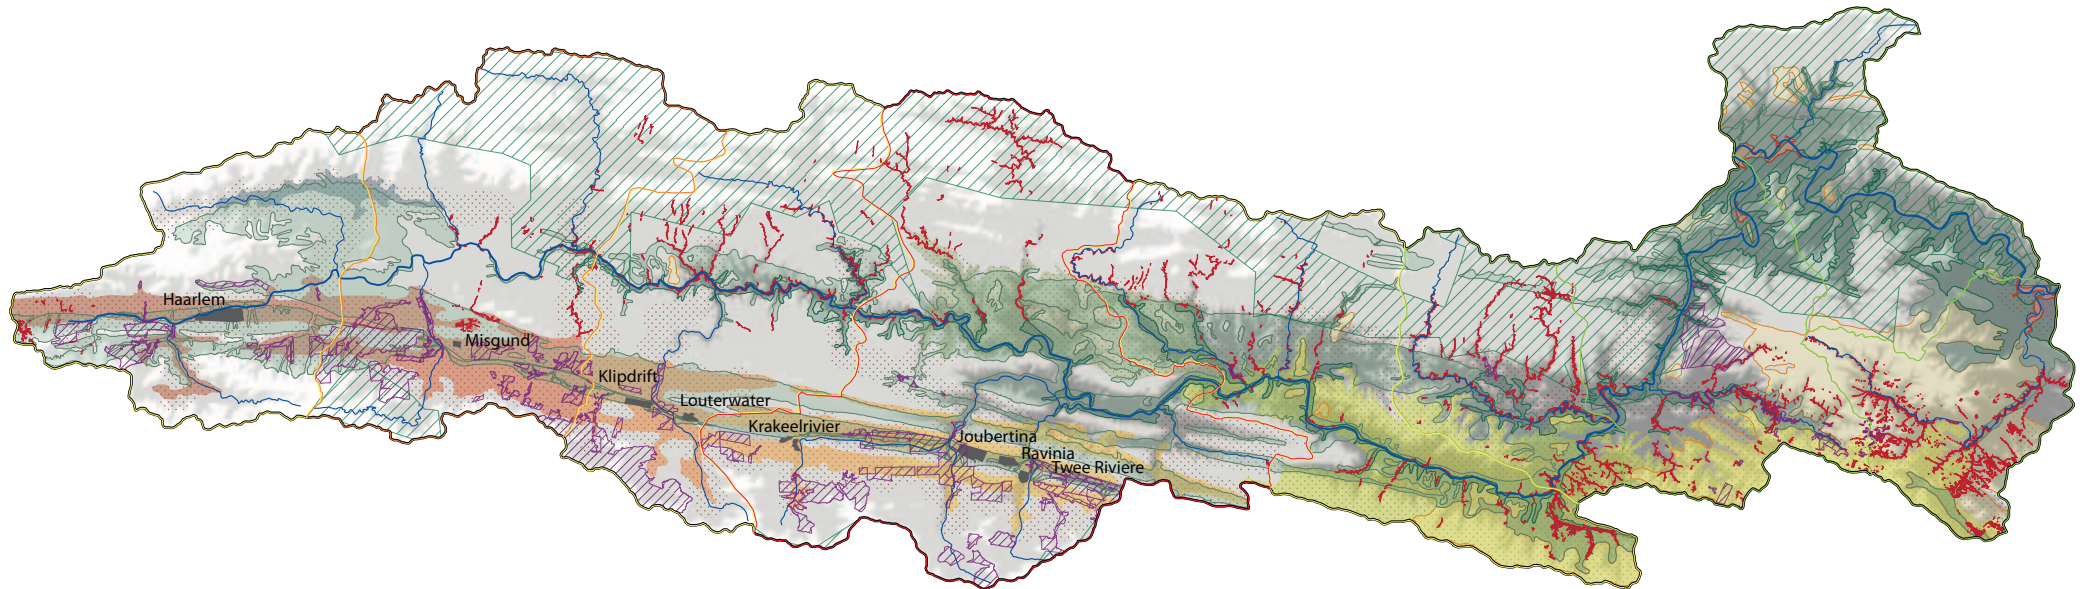 Haarlem
Misgund
Klipdrift
Louterwater
Krakeelrivier
Joubertina
Ravinia
Twee Riviere